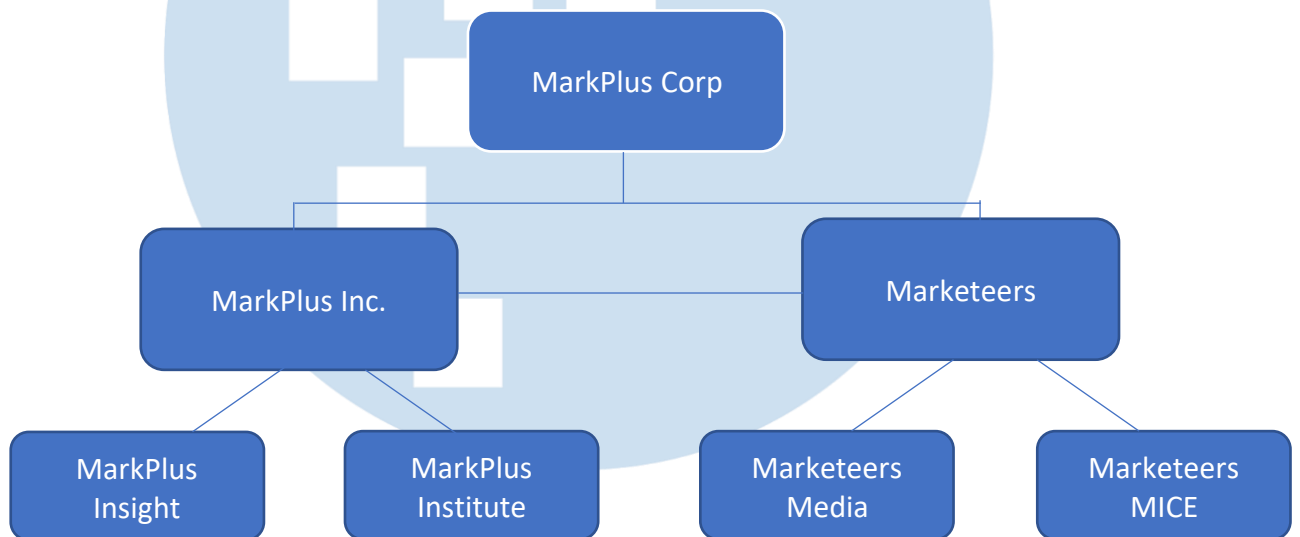 MarkPlus Corp
MarkPlus Inc.
Marketeers
MarkPlus
Insight
MarkPlus
Institute
Marketeers
Media
Marketeers
MICE